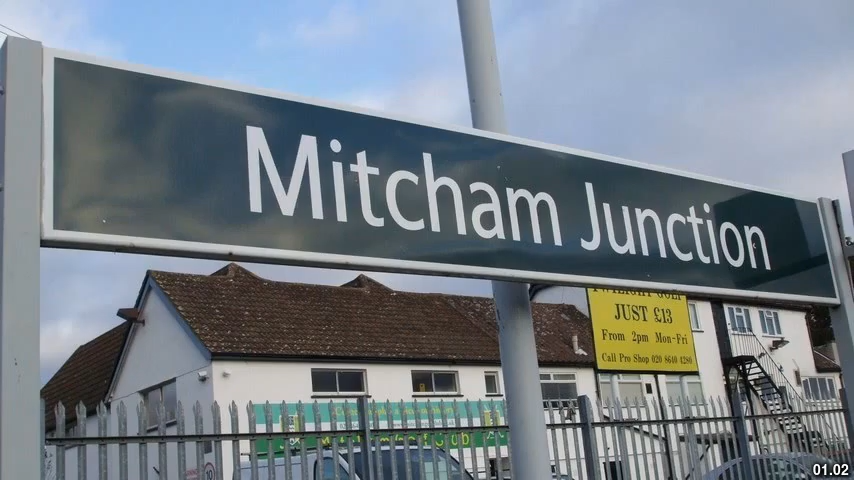 Mitcham Junction
JUST £13
From 2pm Mon-Fri
Call Pro Shop 020 8640 4280
01.02